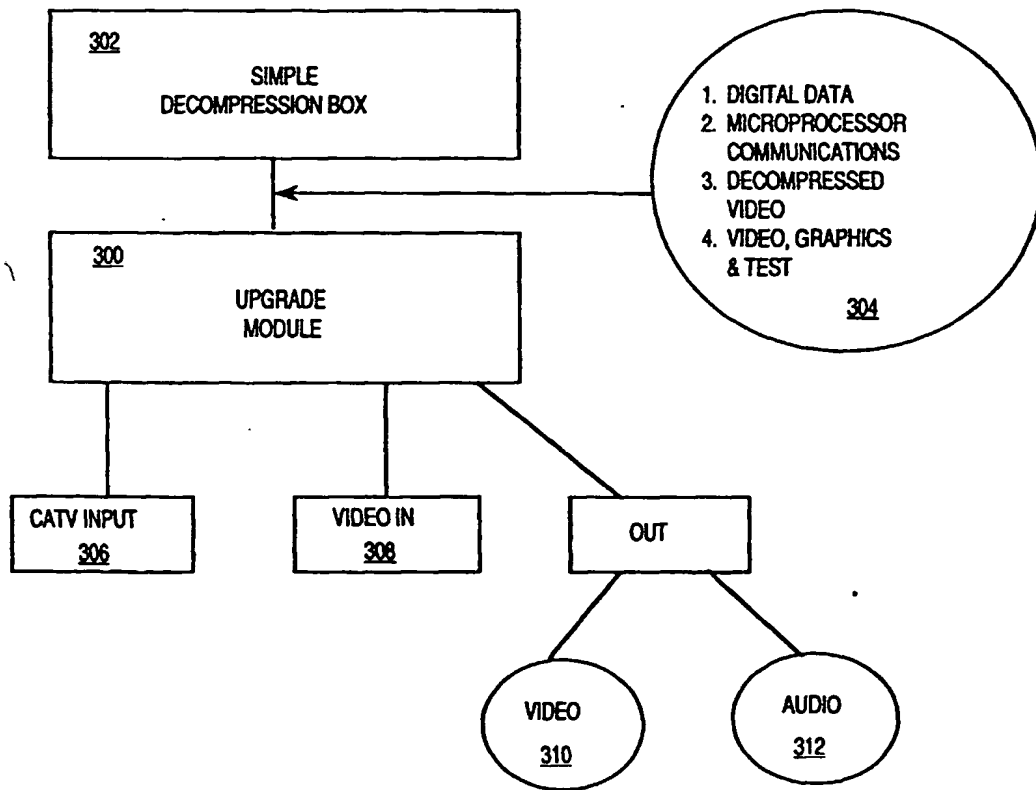 302
SIMPLE
DECOMPRESSION BOX
1. DIGITAL DATA
2. MICROPROCESSOR
COMMUNICATIONS
3. DECOMPRESSED
VIDEO
4. VIDEO, GRAPHICS
& TEST
304
300
UPGRADE
MODULE
CATV INPUT
306
VIDEO IN
308
OUT
VIDEO
310
AUDIO
312